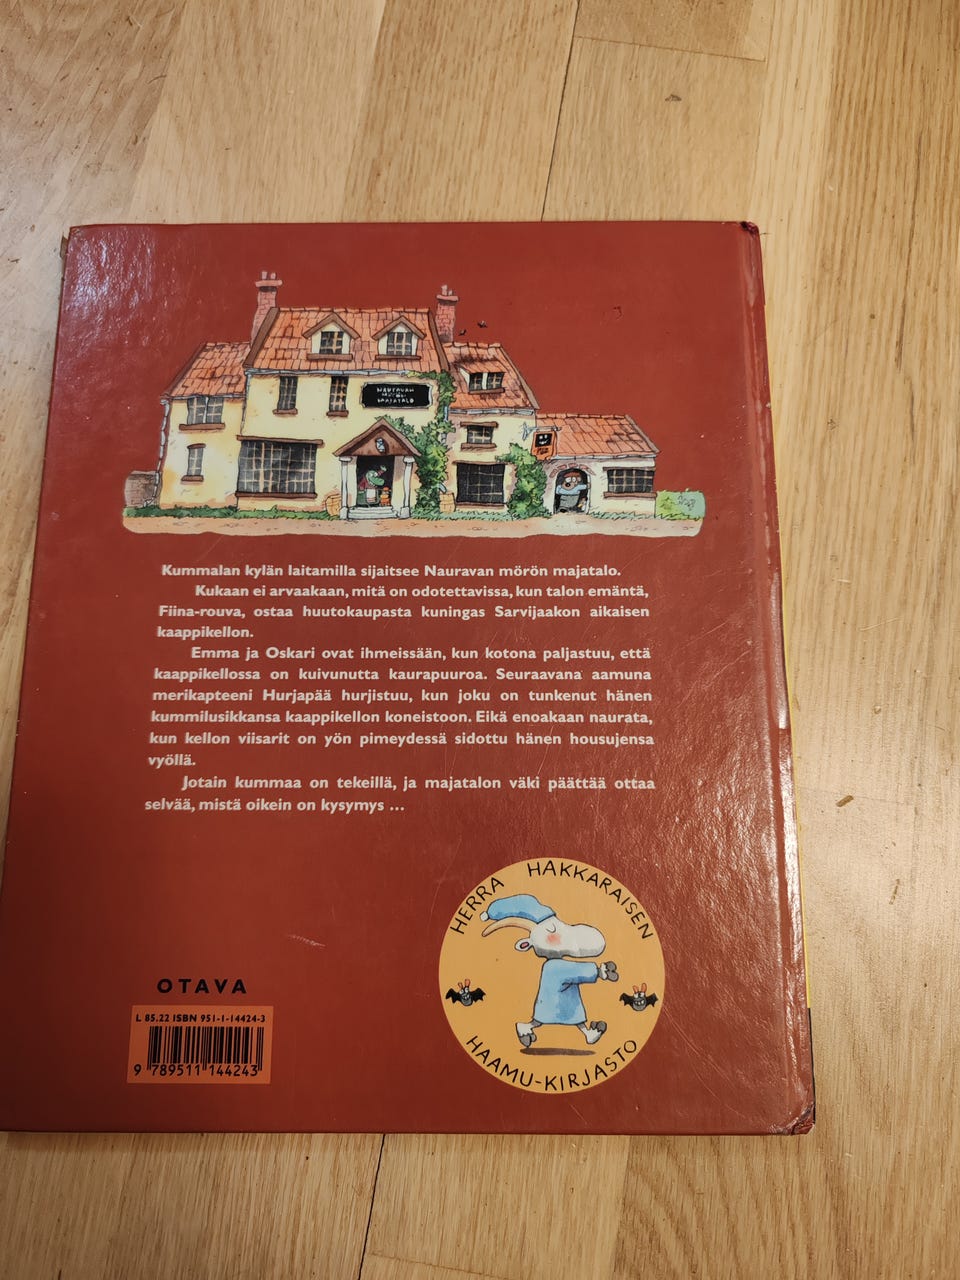 NAURAVAN
MÖRÖN
MAJATALO
Kummalan kylän laitamilla sijaitsee Nauravan mörön majatalo.
Kukaan ei arvaakaan, mitä on odotettavissa, kun talon emäntä,
Fiina-rouva, ostaa huutokaupasta kuningas Sarvijaakon aikaisen
kaappikellon.
Emma ja Oskari ovat ihmeissään, kun kotona paljastuu, että
kaappikellossa on kuivunutta kaurapuuroa. Seuraavana aamuna
merikapteeni Hurjapää hurjistuu, kun joku on tunkenut hänen
kummilusikkansa kaappikellon koneistoon. Eikä enoakaan naurata,
kun kellon viisarit on yön pimeydessä sidottu hänen housujensa
vyöllä.
Jotain kummaa on tekeillä, ja majatalon väki päättää ottaa
selvää, mistä oikein on kysymys ...
HERRA HAKKARAISEN
HAAMU-KIRJASTO
OTAVA
L 85.22 ISBN 951-1-14424-3
9 789511 144243